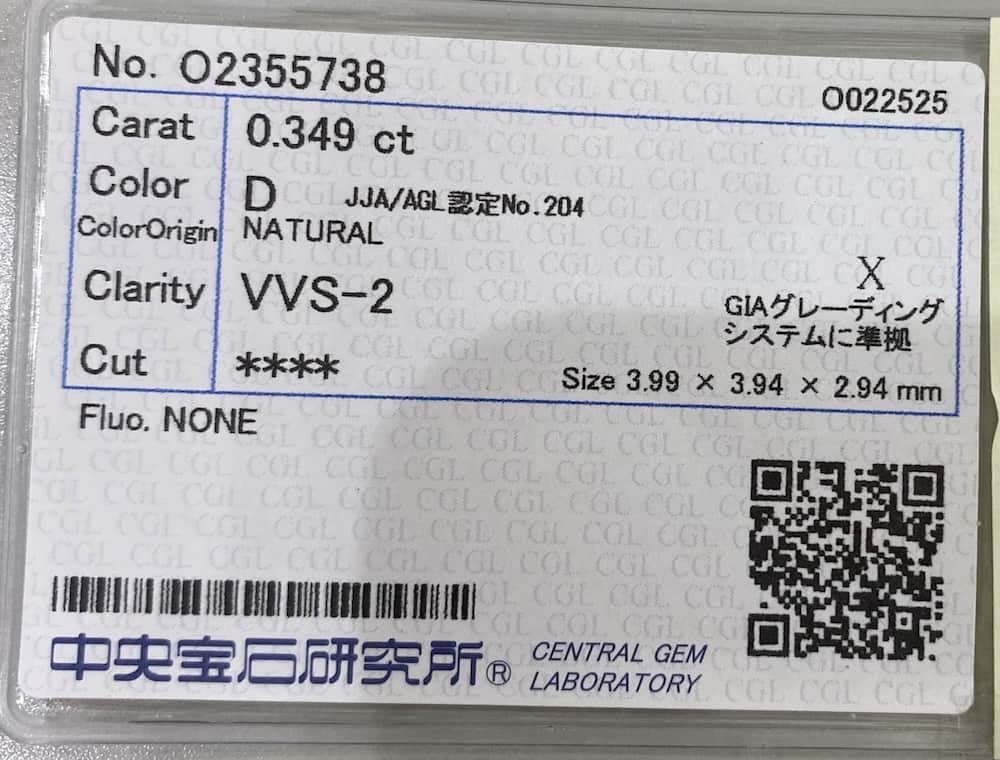 No. O2355738
O022525
Carat 0.349 ct
Color D JJA/AGL認定No.204
ColorOrigin NATURAL
Clarity VVS-2
X
GIAグレーディング
システムに準拠
Cut ****
Size 3.99 × 3.94 × 2.94 mm
Fluo. NONE
中央宝石研究所® CENTRAL GEM
LABORATORY